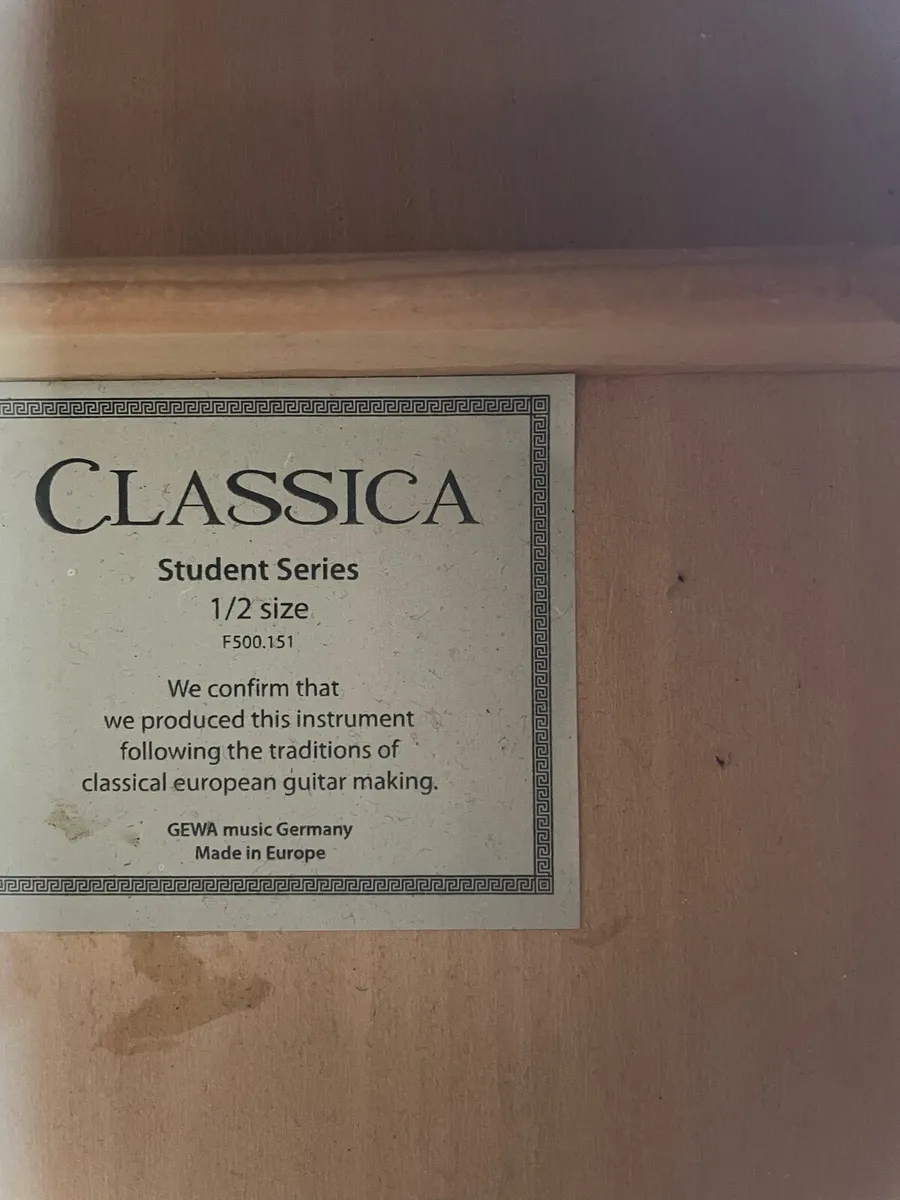 CLASSICA
Student Series
1/2 size
F500.151
We confirm that
we produced this instrument
following the traditions of
classical european guitar making.
GEWA music Germany
Made in Europe